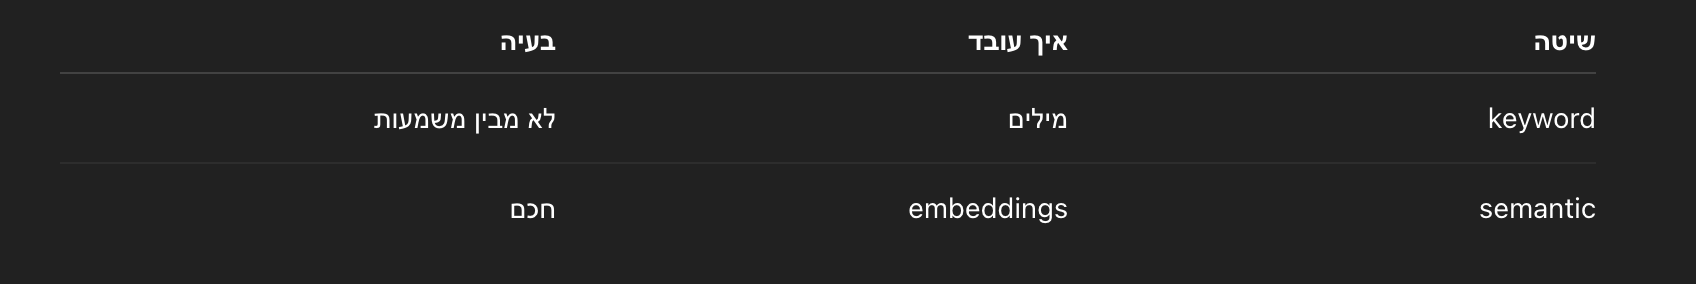 שיטה איך עובד בעיה
keyword מילים לא מבין משמעות
semantic embeddings חכם